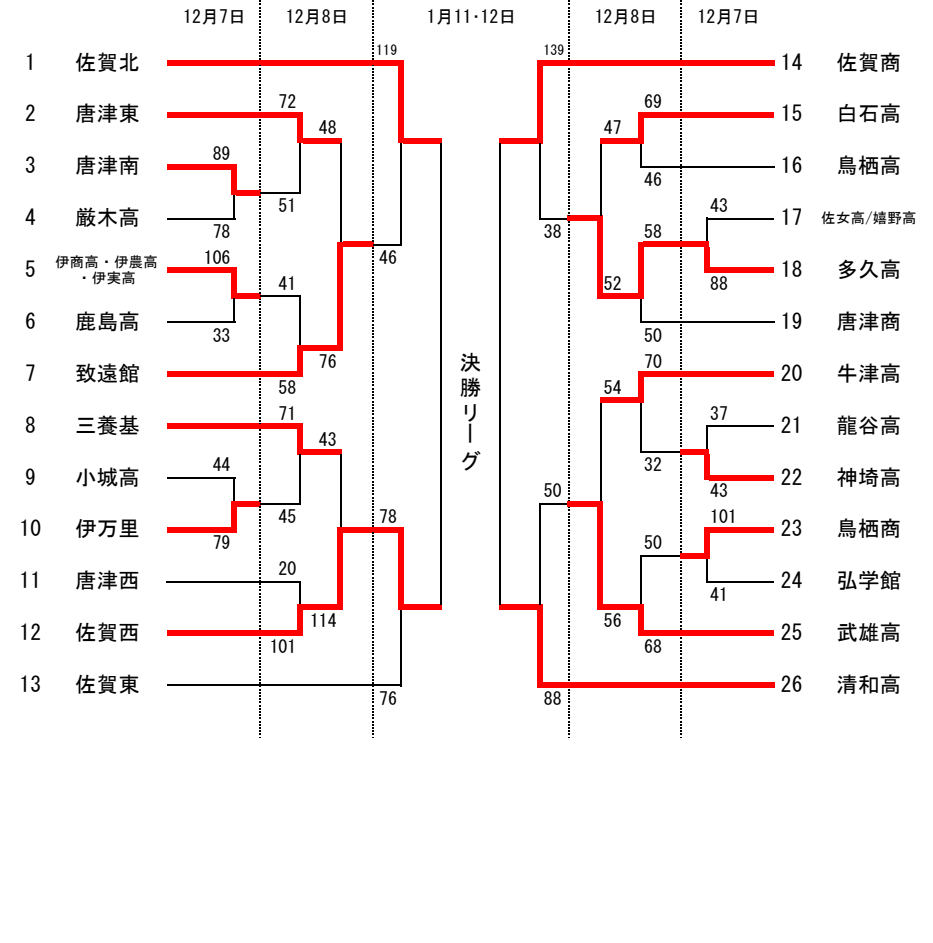 12月7日 12月8日 1月11・12日 12月8日 12月7日
119 139
1 佐賀北 14 佐賀商
72 69
2 唐津東 15 白石高
48 47
89
3 唐津南 16 鳥栖高
46
51 43
4 厳木高 17 佐女高/嬉野高
78 38 58
106 46
5 伊商高・伊農高 18 多久高
・伊実高
41 52 88
6 鹿島高 19 唐津商
33 50
76 70
7 致遠館 20 牛津高
58 54
決勝リーグ
71 37
8 三養基 21 龍谷高
43
44 32
9 小城高 22 神埼高
50 43
45 78 101
10 伊万里 23 鳥栖商
79 50
20
11 唐津西 24 弘学館
41
114 56
12 佐賀西 25 武雄高
101 68
13 佐賀東 26 清和高
76 88